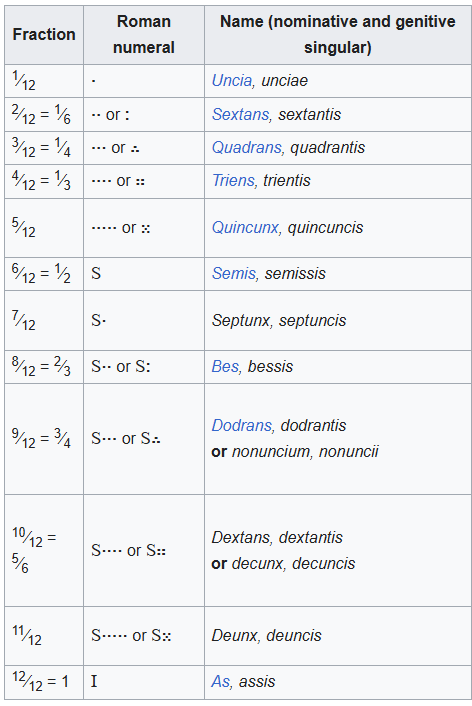 Fraction Roman numeral Name (nominative and genitive singular)
1⁄12 · Uncia, unciae
2⁄12 = 1⁄6 ·· or : Sextans, sextantis
3⁄12 = 1⁄4 ··· or ∴ Quadrans, quadrantis
4⁄12 = 1⁄3 ···· or ∷ Triens, trientis
5⁄12 ····· or ⁙ Quincunx, quincuncis
6⁄12 = 1⁄2 S Semis, semissis
7⁄12 S· Septunx, septuncis
8⁄12 = 2⁄3 S·· or S: Bes, bessis
9⁄12 = 3⁄4 S··· or S∴ Dodrans, dodrantis
or nonuncium, nonuncii
10⁄12 = 5⁄6 S···· or S∷ Dextans, dextantis
or decunx, decuncis
11⁄12 S····· or S⁙ Deunx, deuncis
12⁄12 = 1 I As, assis